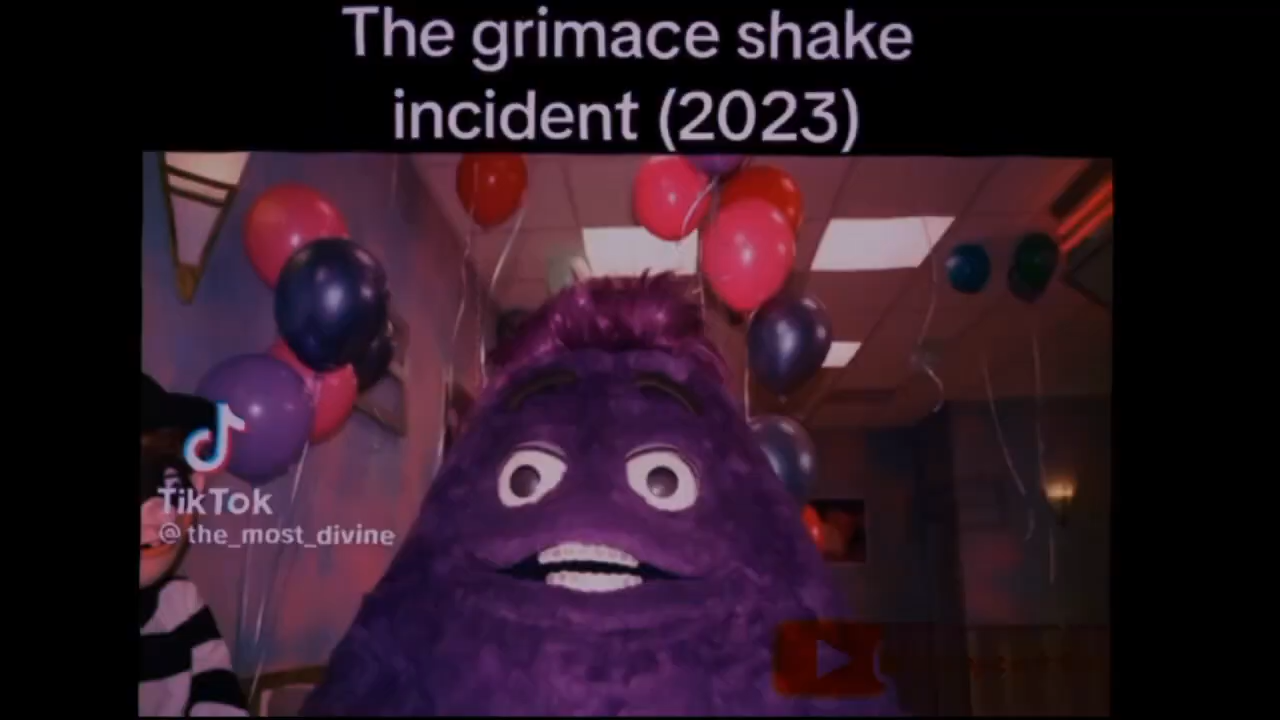 The grimace shake
incident (2023)
TikTok
@the_most_divine